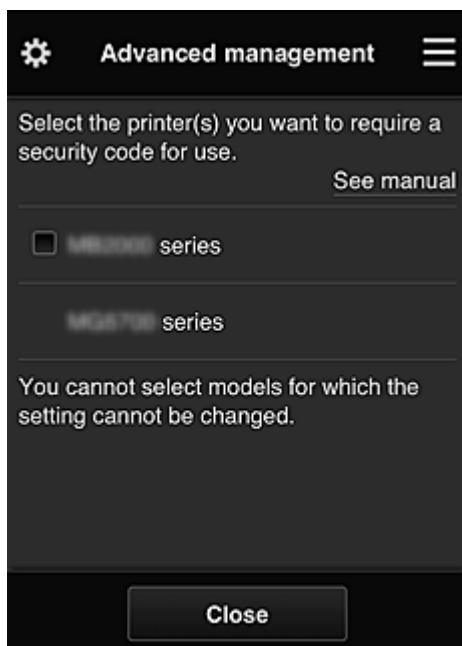 Advanced management
Select the printer(s) you want to require a
security code for use.
See manual
series
series
You cannot select models for which the
setting cannot be changed.
Close